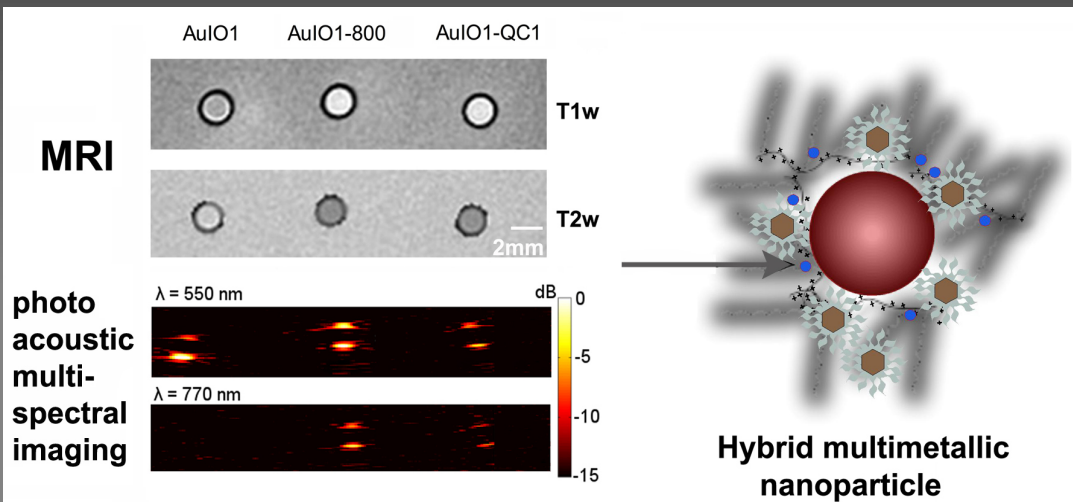 AuIO1 AuIO1-800 AuIO1-QC1
MRI
T1w
T2w
2mm
photo
acoustic
multi-
spectral
imaging
λ = 550 nm
dB
0
-5
-10
-15
λ = 770 nm
Hybrid multimetallic
nanoparticle